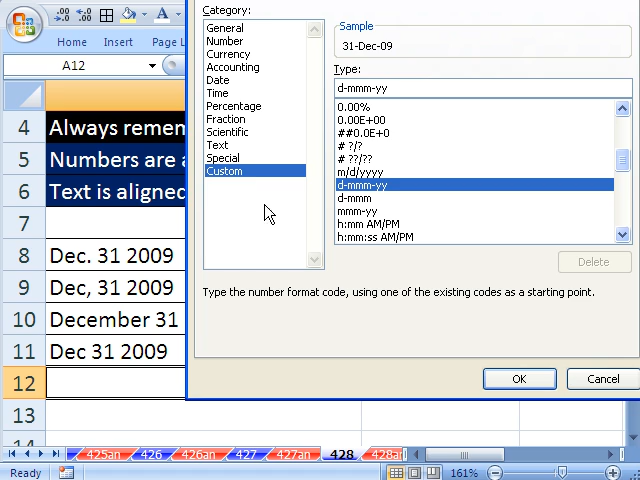 Category:
General
Number
Currency
Accounting
Date
Time
Percentage
Fraction
Scientific
Text
Special
Custom
Sample
31-Dec-09
Type:
d-mmm-yy
0.00%
0.00E+00
##0.0E+0
# ?/?
# ??/??
m/d/yyyy
d-mmm-yy
d-mmm
mmm-yy
h:mm AM/PM
h:mm:ss AM/PM
Delete
Type the number format code, using one of the existing codes as a starting point.
OK
Cancel
Home Insert Page L
A12
4 Always remem
5 Numbers are a
6 Text is aligned
7
8 Dec. 31 2009
9 Dec, 31 2009
10 December 31
11 Dec 31 2009
12
13
14
425an 426 426an 427 427an 428 428an
Ready
161%